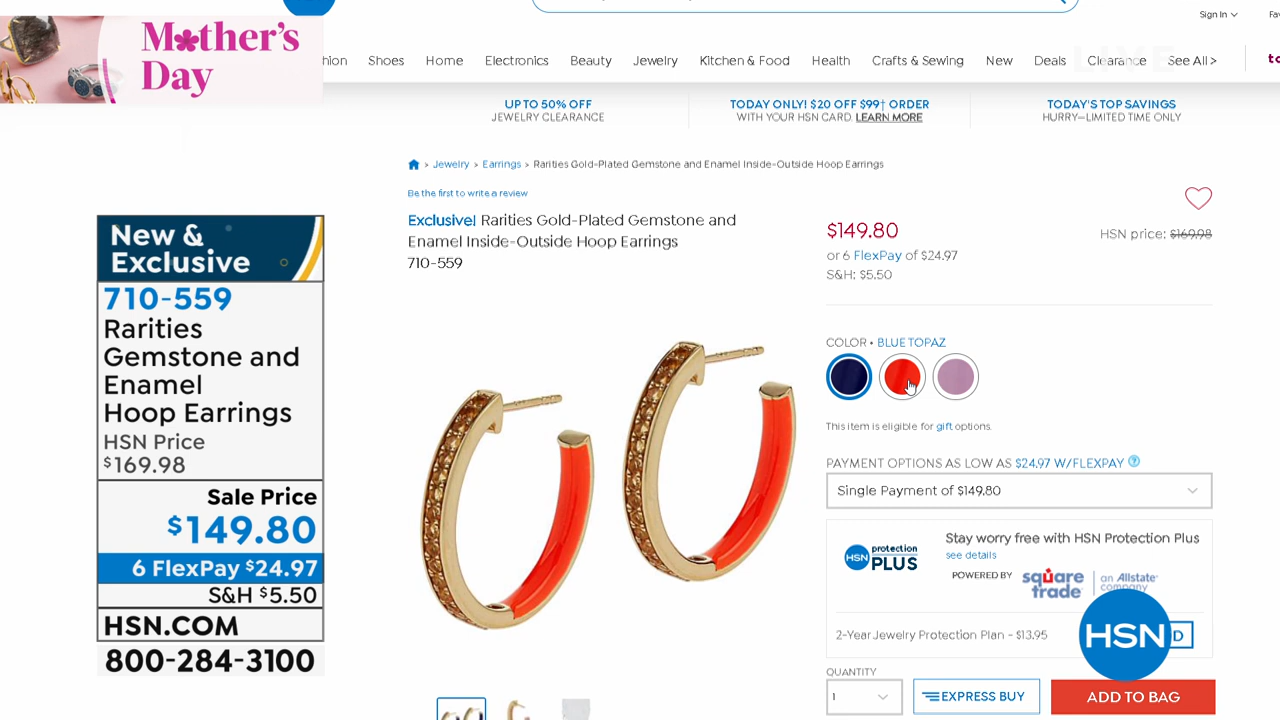 Mother's
Day
Sign In
Shoes
Home
Electronics
Beauty
Jewelry
Kitchen & Food
Health
Crafts & Sewing
New
Deals
Clearance
See All >
LIVE
UP TO 50% OFF
JEWELRY CLEARANCE
TODAY ONLY! $20 OFF $99† ORDER
WITH YOUR HSN CARD. LEARN MORE
TODAY'S TOP SAVINGS
HURRY—LIMITED TIME ONLY
> Jewelry > Earrings > Rarities Gold-Plated Gemstone and Enamel Inside-Outside Hoop Earrings
Be the first to write a review
Exclusive! Rarities Gold-Plated Gemstone and
Enamel Inside-Outside Hoop Earrings
710-559
$149.80
HSN price: $169.98
or 6 FlexPay of $24.97
S&H: $5.50
COLOR • BLUE TOPAZ
This item is eligible for gift options.
PAYMENT OPTIONS AS LOW AS $24.97 W/FLEXPAY ?
Single Payment of $149.80
HSN protection
PLUS
Stay worry free with HSN Protection Plus
see details
POWERED BY
square
trade
an Allstate
company
2-Year Jewelry Protection Plan - $13.95
HSN
D
QUANTITY
1
EXPRESS BUY
ADD TO BAG
New &
Exclusive
710-559
Rarities
Gemstone and
Enamel
Hoop Earrings
HSN Price
$169.98
Sale Price
$149.80
6 FlexPay $24.97
S&H $5.50
HSN.COM
800-284-3100